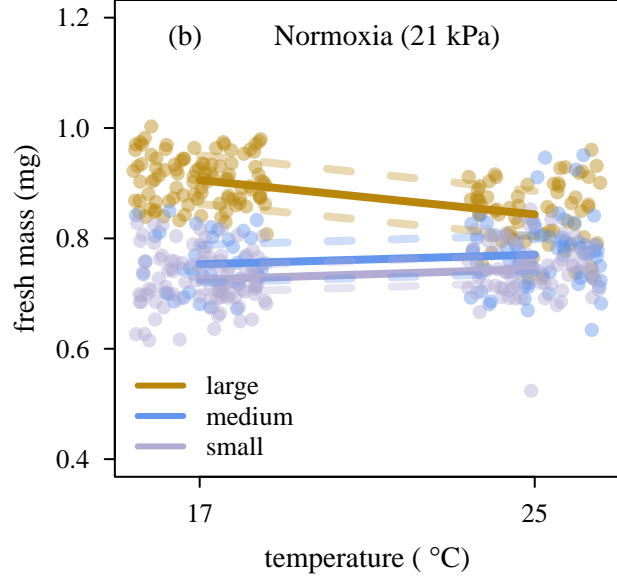 (b) Normoxia (21 kPa)
1.2
1.0
0.8
0.6
0.4
fresh mass (mg)
large
medium
small
17 25
temperature ( °C)